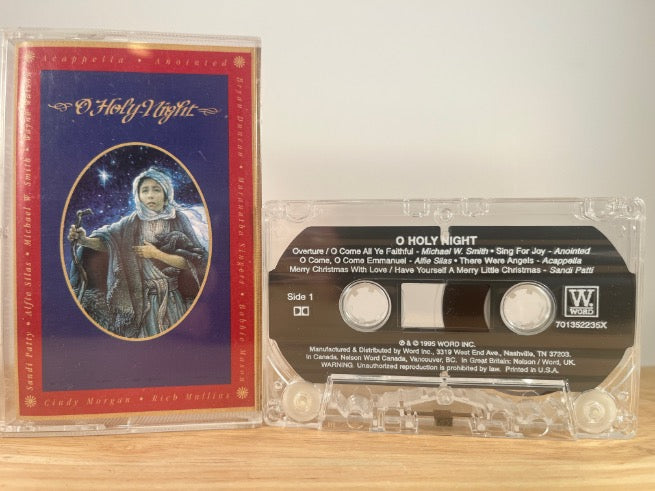 Acappella • Anointed
Bryan Duncan • Maranatha Singers • Babbie Mason
Sandi Patty • Alfie Silas • Michael W. Smith • Wayne Watson
Cindy Morgan • Rich Mullins
O Holy Night
O HOLY NIGHT
Overture / O Come All Ye Faithful - Michael W. Smith • Sing For Joy - Anointed
O Come, O Come Emmanuel - Alfie Silas • There Were Angels - Acappella
Merry Christmas With Love / Have Yourself A Merry Little Christmas - Sandi Patti
Side 1
W.
WORD
701352235X
℗ & © 1995 WORD INC.
Manufactured & Distributed by Word Inc., 3319 West End Ave., Nashville, TN 37203.
In Canada, Nelson Word Canada, Vancouver, BC. In Great Britain: Nelson / Word, UK.
WARNING: Unauthorized reproduction is prohibited by law. Printed in U.S.A.